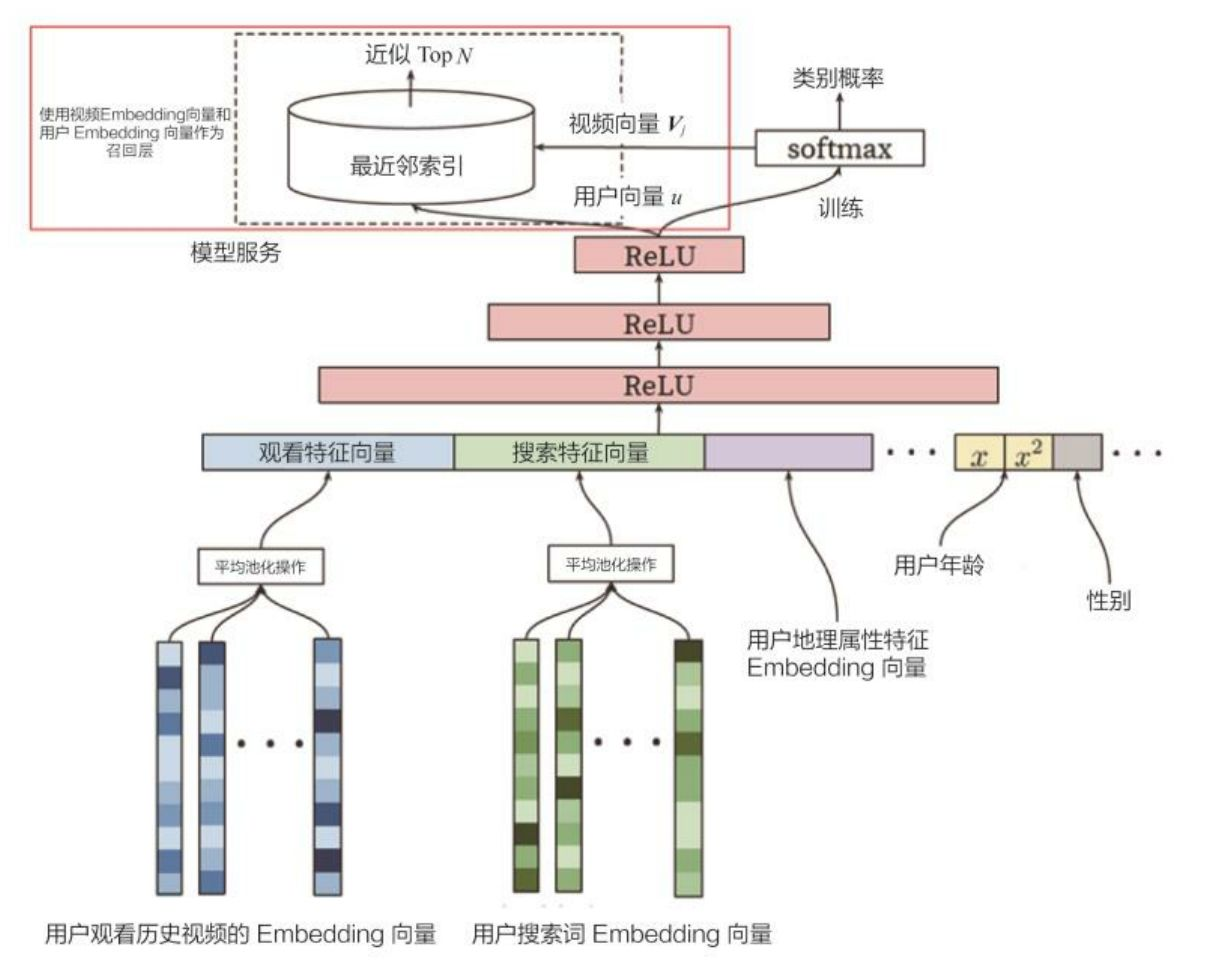 近似 Top N
类别概率
使用视频Embedding向量和
用户 Embedding 向量作为
召回层
视频向量 Vj
softmax
最近邻索引
用户向量 u
训练
模型服务
ReLU
ReLU
ReLU
观看特征向量
搜索特征向量
• • •
x
x²
• • •
平均池化操作
平均池化操作
用户年龄
性别
用户地理属性特征
Embedding 向量
• • •
• • •
用户观看历史视频的 Embedding 向量
用户搜索词 Embedding 向量